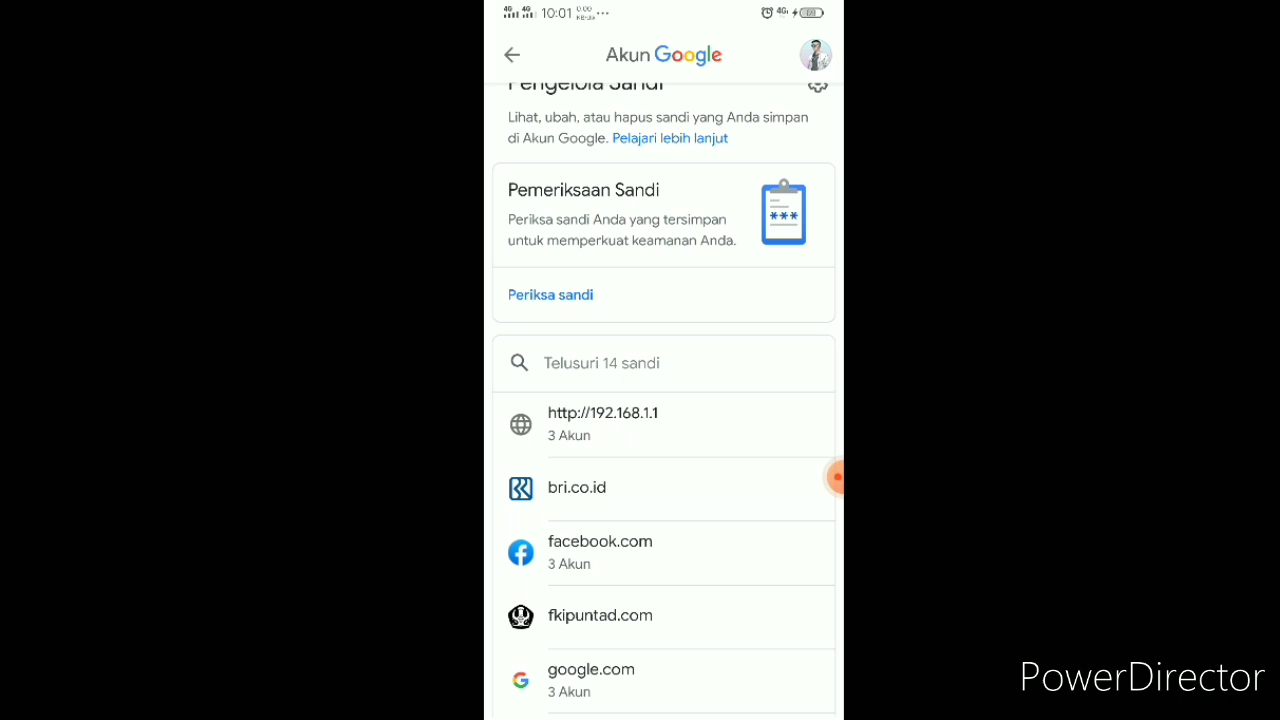 10:01
Akun Google
Pengelola Sandi
Lihat, ubah, atau hapus sandi yang Anda simpan
di Akun Google. Pelajari lebih lanjut
Pemeriksaan Sandi
Periksa sandi Anda yang tersimpan
untuk memperkuat keamanan Anda.
***
Periksa sandi
Telusuri 14 sandi
http://192.168.1.1
3 Akun
bri.co.id
facebook.com
3 Akun
fkipuntad.com
google.com
3 Akun
PowerDirector